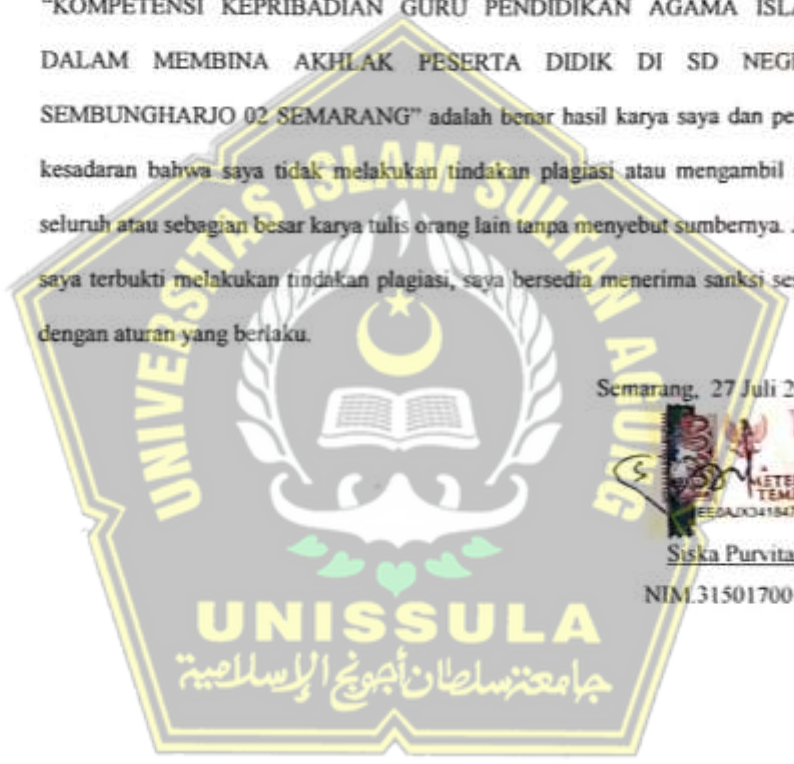 "KOMPETENSI KEPRIBADIAN GURU PENDIDIKAN AGAMA ISLA
DALAM MEMBINA AKHLAK PESERTA DIDIK DI SD NEGE
SEMBUNGHARJO 02 SEMARANG" adalah benar hasil karya saya dan pe
kesadaran bahwa saya tidak melakukan tindakan plagiasi atau mengambil
seluruh atau sebagian besar karya tulis orang lain tanpa menyebut sumbernya.
saya terbukti melakukan tindakan plagiasi, saya bersedia menerima sanksi ses
dengan aturan yang berlaku.
UNIVERSITAS ISLAM SULTAN AGUNG
Semarang, 27 Juli 2
METE
TEM
Siska Purvita
NIM.31501700
UNISSULA
جامعة سلطان أجونج الإسلامية